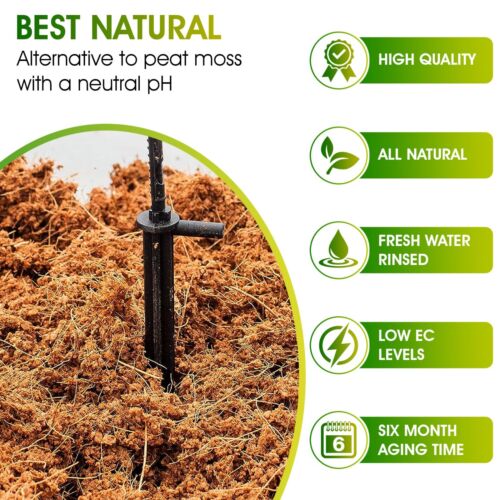 BEST NATURAL
Alternative to peat moss
with a neutral pH
HIGH QUALITY
ALL NATURAL
FRESH WATER
RINSED
LOW EC
LEVELS
6
SIX MONTH
AGING TIME